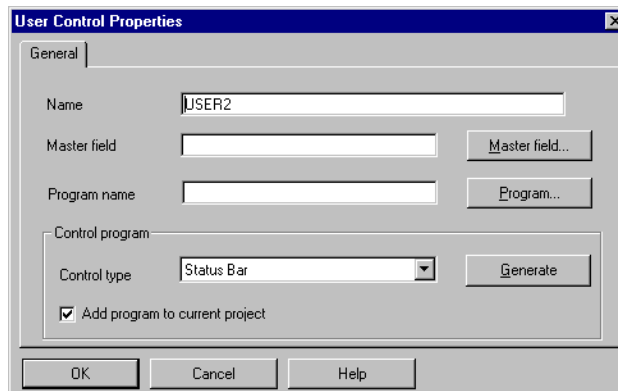 User Control Properties
General
Name USER2
Master field Master field...
Program name Program...
Control program
Control type Status Bar Generate
Add program to current project
OK Cancel Help